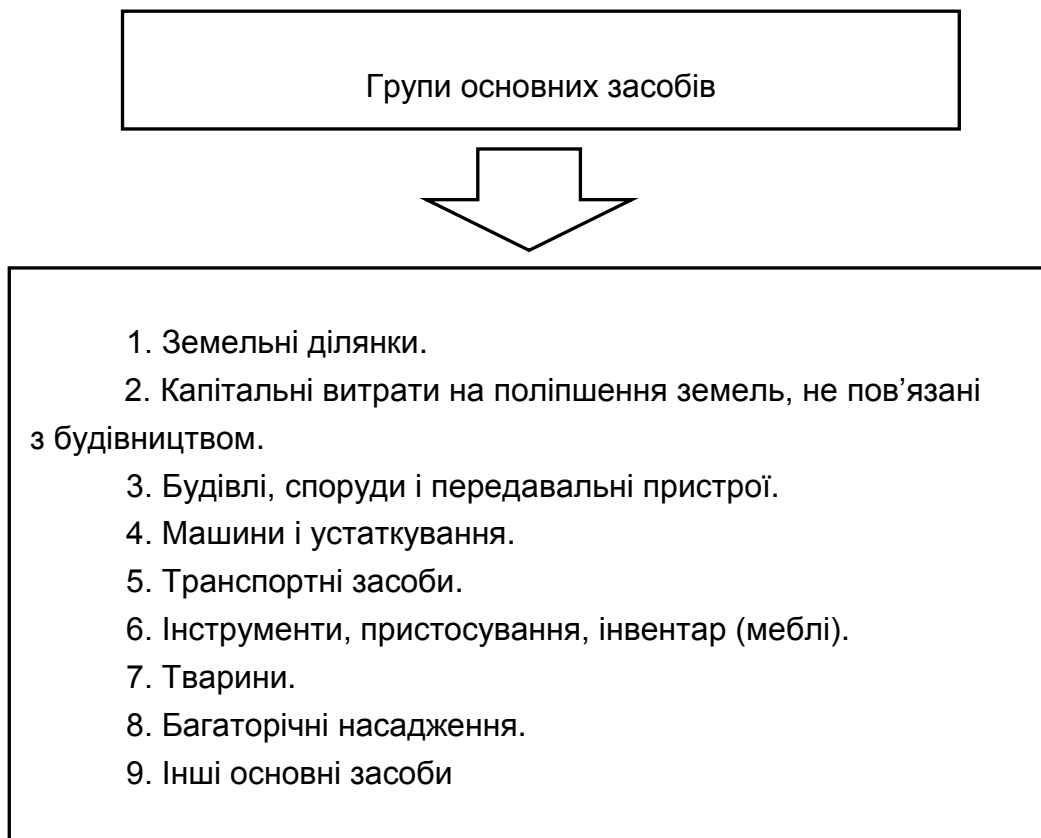 Групи основних засобів
1. Земельні ділянки.
2. Капітальні витрати на поліпшення земель, не пов’язані
з будівництвом.
3. Будівлі, споруди і передавальні пристрої.
4. Машини і устаткування.
5. Транспортні засоби.
6. Інструменти, пристосування, інвентар (меблі).
7. Тварини.
8. Багаторічні насадження.
9. Інші основні засоби